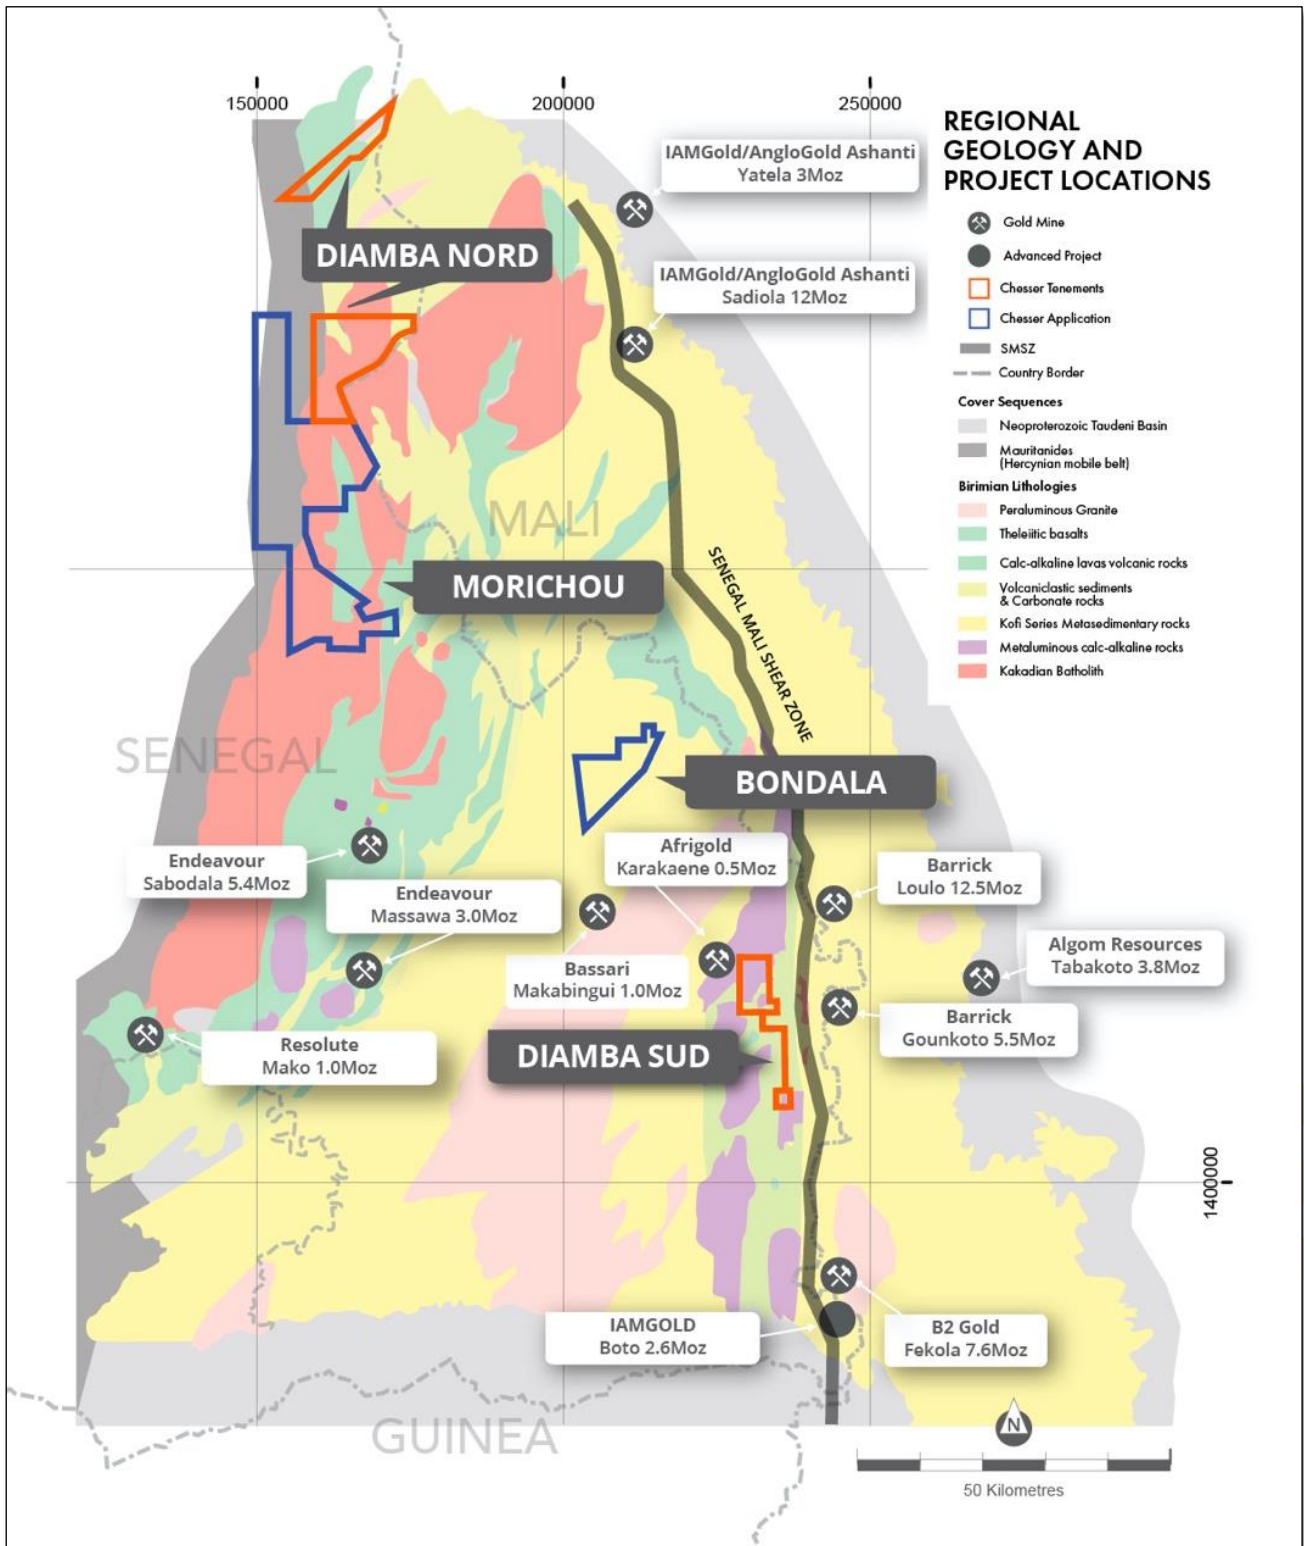 150000
200000
250000
REGIONAL
GEOLOGY AND
PROJECT LOCATIONS
Gold Mine
Advanced Project
Chesser Tenements
Chesser Application
SMSZ
Country Border
Cover Sequences
Neoproterozoic Taudeni Basin
Mauritanides
(Hercynian mobile belt)
Birimian Lithologies
Peraluminous Granite
Theleiitic basalts
Calc-alkaline lavas volcanic rocks
Volcaniclastic sediments
& Carbonate rocks
Kofi Series Metasedimentary rocks
Metaluminous calc-alkaline rocks
Kakadian Batholith
IAMGold/AngloGold Ashanti
Yatela 3Moz
DIAMBA NORD
IAMGold/AngloGold Ashanti
Sadiola 12Moz
MALI
MORICHOU
SENEGAL MALI SHEAR ZONE
SENEGAL
BONDALA
Afrigold
Karakaene 0.5Moz
Endeavour
Sabodala 5.4Moz
Barrick
Loulo 12.5Moz
Endeavour
Massawa 3.0Moz
Algom Resources
Tabakoto 3.8Moz
Bassari
Makabingui 1.0Moz
Barrick
Gounkoto 5.5Moz
Resolute
Mako 1.0Moz
DIAMBA SUD
1400000
IAMGOLD
Boto 2.6Moz
B2 Gold
Fekola 7.6Moz
GUINEA
N
50 Kilometres